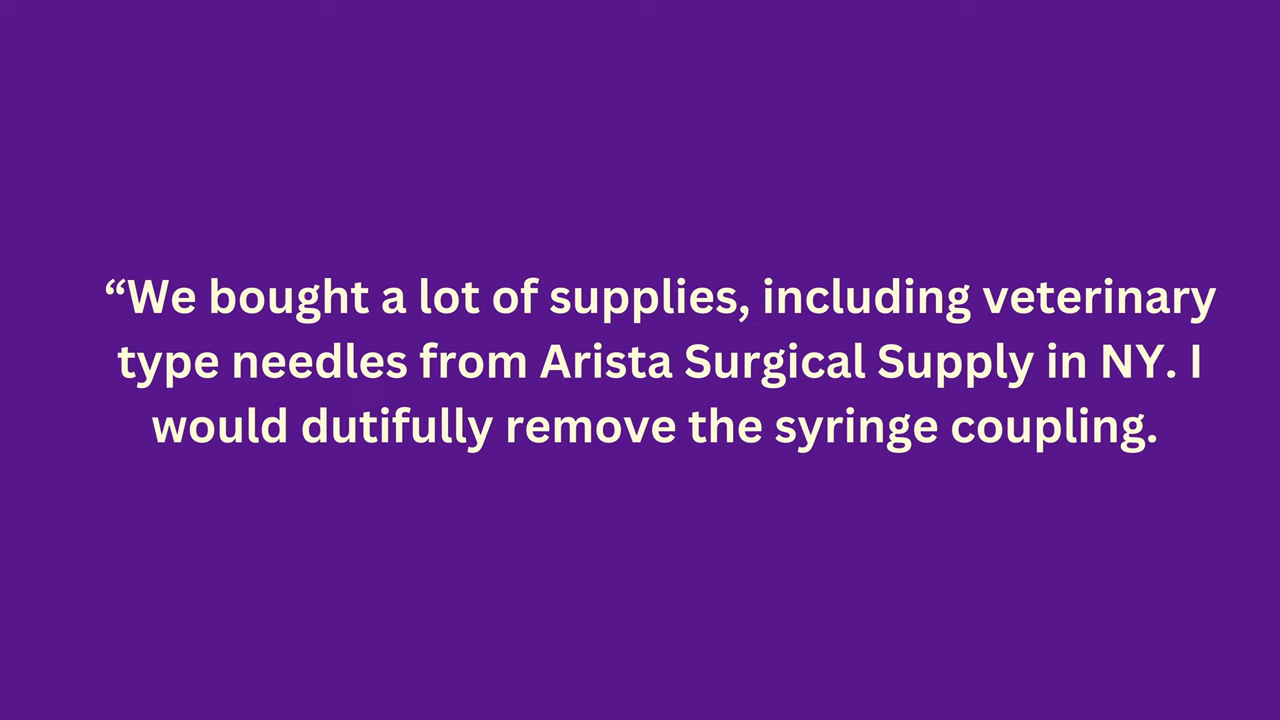 “We bought a lot of supplies, including veterinary
type needles from Arista Surgical Supply in NY. I
would dutifully remove the syringe coupling.